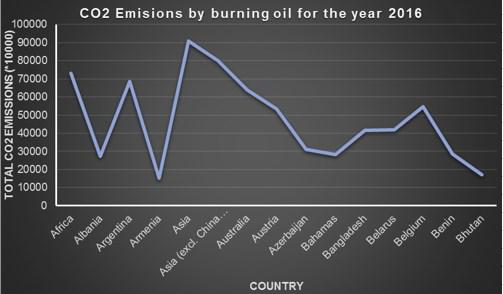 CO2 Emisions by burning oil for the year 2016
TOTAL CO2 EMISSIONS (*10000)
100000
90000
80000
70000
60000
50000
40000
30000
20000
10000
0
Africa
Albania
Argentina
Armenia
Asia
Asia (excl. China...
Australia
Austria
Azerbaijan
Bahamas
Bangladesh
Belarus
Belgium
Benin
Bhutan
COUNTRY